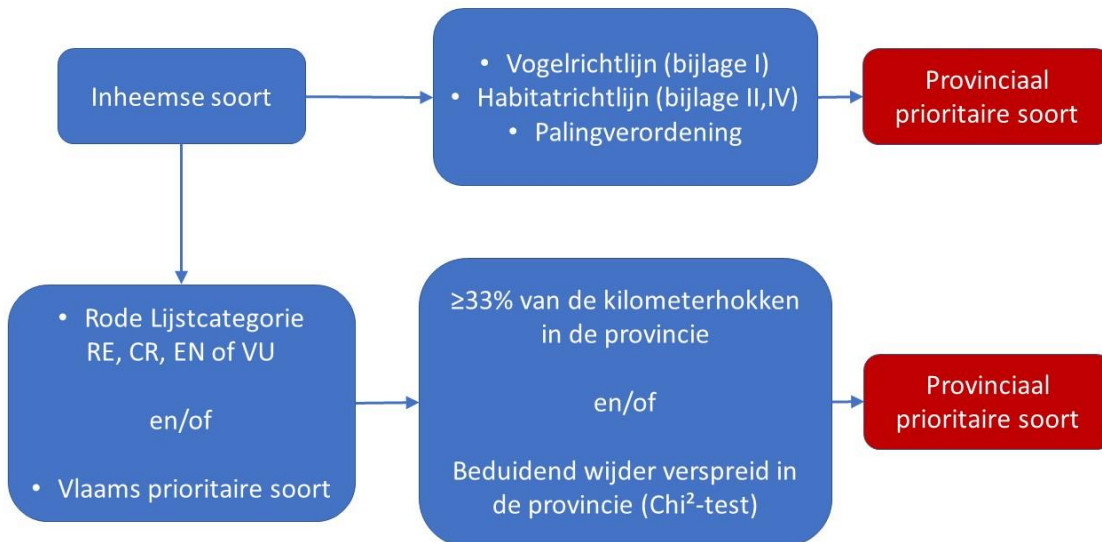 Inheemse soort
• Vogelrichtlijn (bijlage I)
• Habitatrichtlijn (bijlage II,IV)
• Palingverordening
Provinciaal
prioritaire soort
• Rode Lijstcategorie
RE, CR, EN of VU
en/of
• Vlaams prioritaire soort
≥33% van de kilometerhokken
in de provincie
en/of
Beduidend wijder verspreid in
de provincie (Chi²-test)
Provinciaal
prioritaire soort